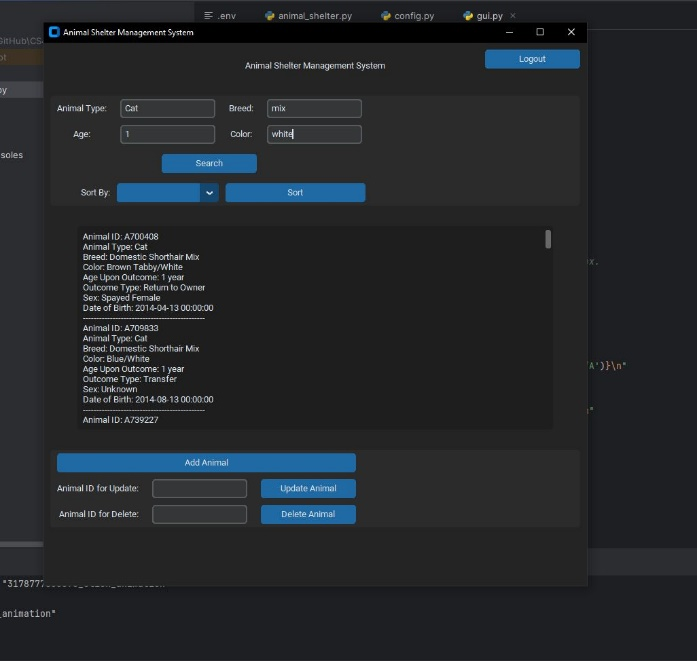 .env animal_shelter.py config.py gui.py
GitHub\CS
Animal Shelter Management System
Animal Shelter Management System Logout
Animal Type: Cat Breed: mix
Age: 1 Color: white
py
soles
Search
Sort By: Sort
Animal ID: A700408
Animal Type: Cat
Breed: Domestic Shorthair Mix
Color: Brown Tabby/White
Age Upon Outcome: 1 year
Outcome Type: Return to Owner
Sex: Spayed Female
Date of Birth: 2014-04-13 00:00:00
--------------------------------------------
Animal ID: A709833
Animal Type: Cat
Breed: Domestic Shorthair Mix
Color: Blue/White
Age Upon Outcome: 1 year
Outcome Type: Transfer
Sex: Unknown
Date of Birth: 2014-08-13 00:00:00
--------------------------------------------
Animal ID: A739227
x.
A')}\n"
Add Animal
Animal ID for Update: Update Animal
Animal ID for Delete: Delete Animal
_animation"